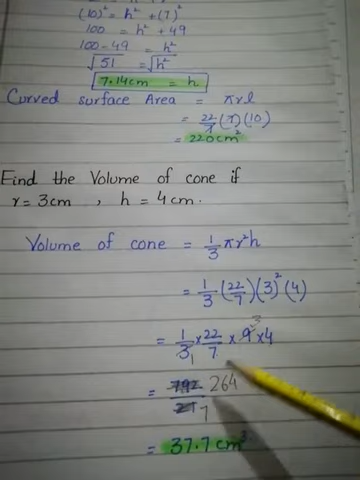 (10)² = h² + (7)²
100 = h² + 49
100 - 49 = h²
√51 = √h²
7.14cm = h
Curved surface Area = πrl
= 22/7 (7)(10)
= 220cm²
Find the Volume of cone if
r = 3cm , h = 4cm.
Volume of cone = 1/3 πr²h
= 1/3 (22/7)(3)²(4)
= 1/3 1 × 22/7 × 9 3 × 4
= 792/21 264/7
= 37.7 cm³